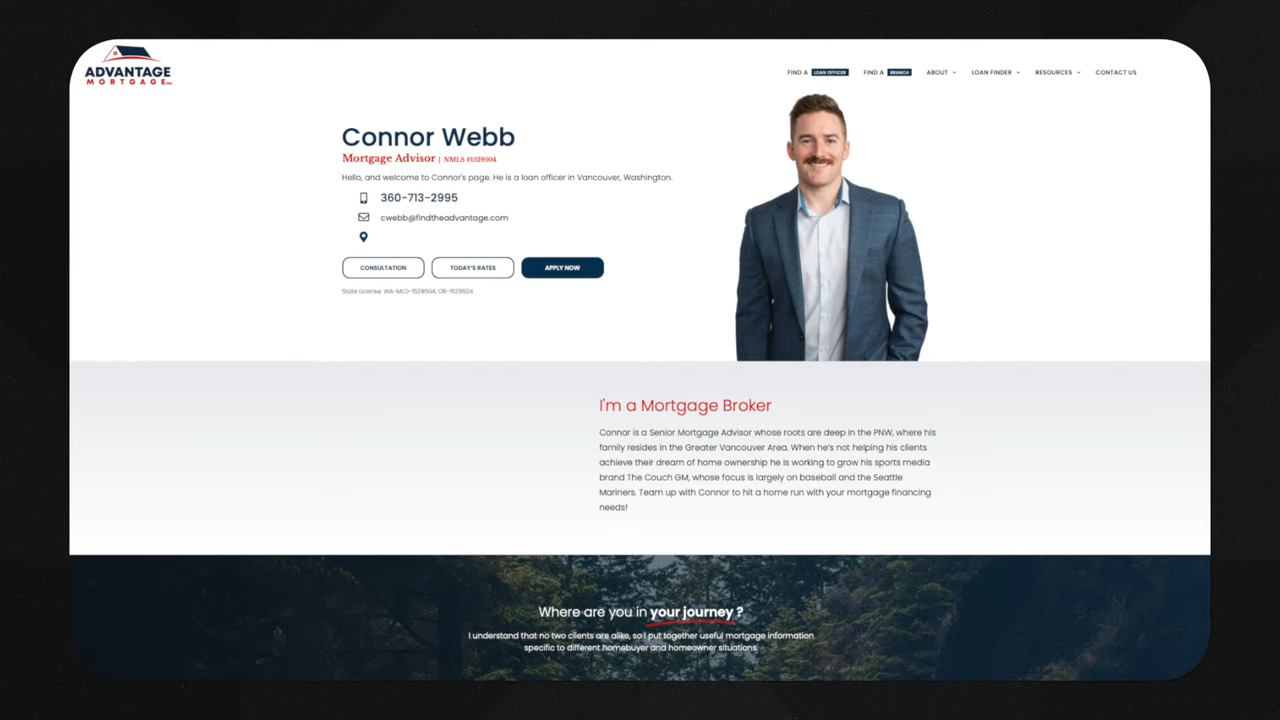 ADVANTAGE
MORTGAGE INC.
FIND A LOAN OFFICER
FIND A BRANCH
ABOUT
LOAN FINDER
RESOURCES
CONTACT US
Connor Webb
Mortgage Advisor | NMLS #1529504
Hello, and welcome to Connor's page. He is a loan officer in Vancouver, Washington.
360-713-2995
cwebb@findtheadvantage.com
CONSULTATION
TODAY'S RATES
APPLY NOW
State License: WA-MLO-1529504, OR-1529504
I'm a Mortgage Broker
Connor is a Senior Mortgage Advisor whose roots are deep in the PNW, where his
family resides in the Greater Vancouver Area. When he's not helping his clients
achieve their dream of home ownership he is working to grow his sports media
brand The Couch GM, whose focus is largely on baseball and the Seattle
Mariners. Team up with Connor to hit a home run with your mortgage financing
needs!
Where are you in your journey ?
I understand that no two clients are alike, so I put together useful mortgage information
specific to different homebuyer and homeowner situations.